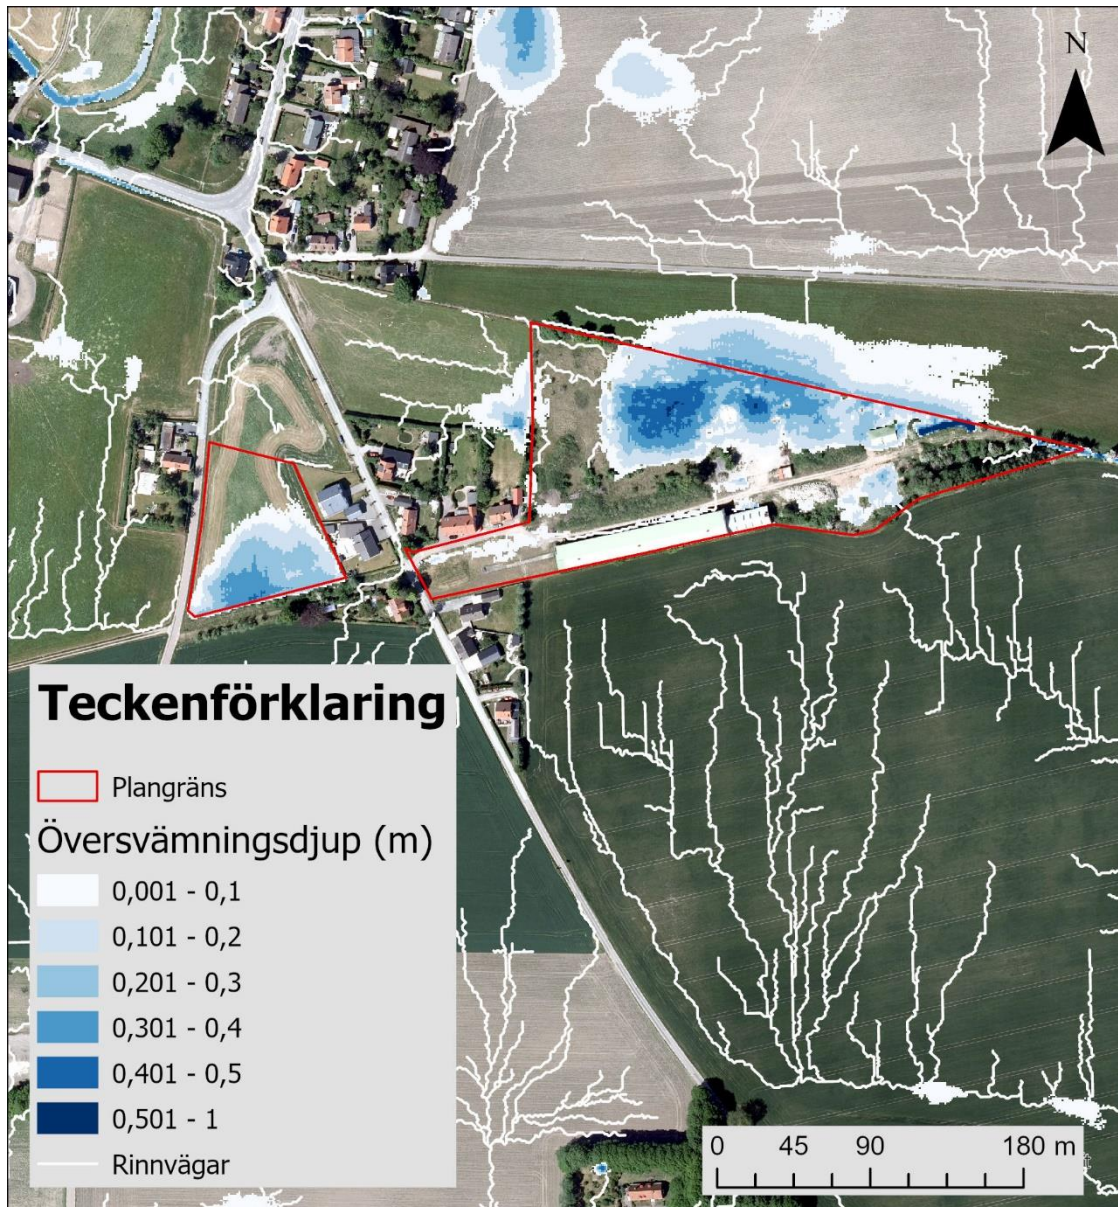 N
Teckenförklaring
Plangräns
Översvämningsdjup (m)
0,001 - 0,1
0,101 - 0,2
0,201 - 0,3
0,301 - 0,4
0,401 - 0,5
0,501 - 1
Rinnvägar
0 45 90 180 m